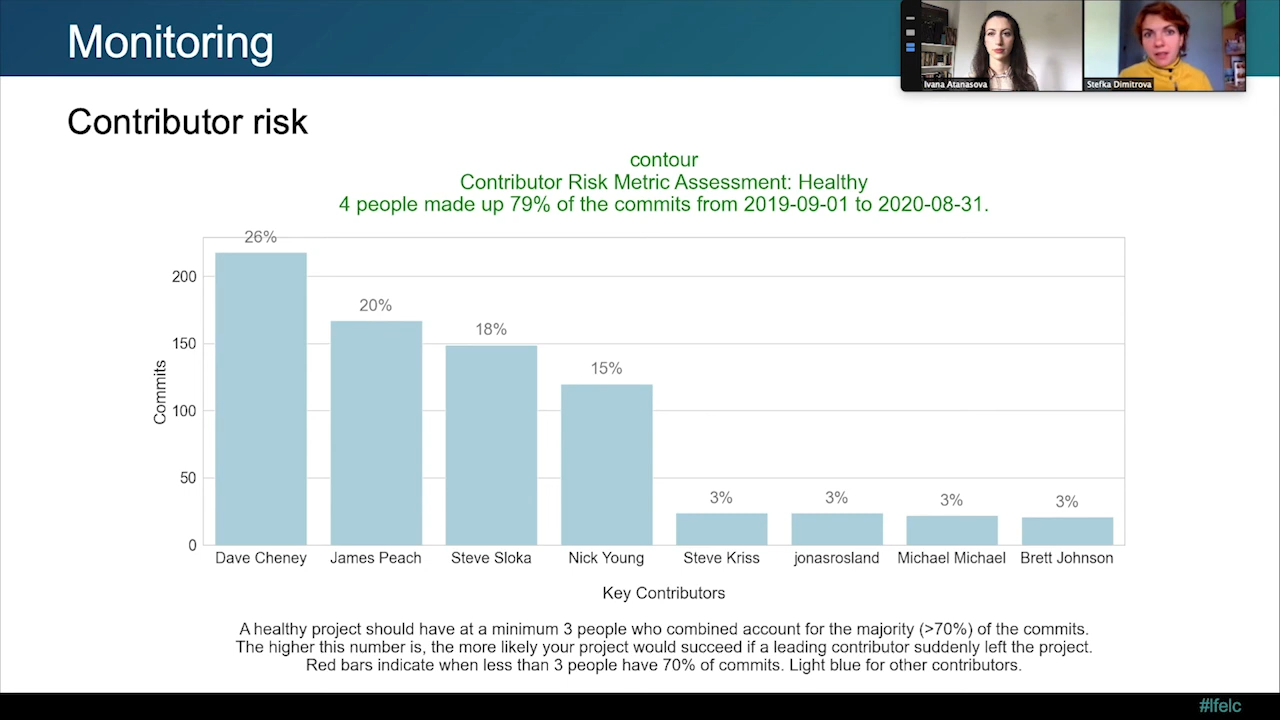 Monitoring
Ivana Atanasova
Stefka Dimitrova
Contributor risk
contour
Contributor Risk Metric Assessment: Healthy
4 people made up 79% of the commits from 2019-09-01 to 2020-08-31.
26%
20%
18%
15%
3%
3%
3%
3%
200
150
100
50
0
Commits
Dave Cheney
James Peach
Steve Sloka
Nick Young
Steve Kriss
jonasrosland
Michael Michael
Brett Johnson
Key Contributors
A healthy project should have at a minimum 3 people who combined account for the majority (>70%) of the commits.
The higher this number is, the more likely your project would succeed if a leading contributor suddenly left the project.
Red bars indicate when less than 3 people have 70% of commits. Light blue for other contributors.
#lfelc